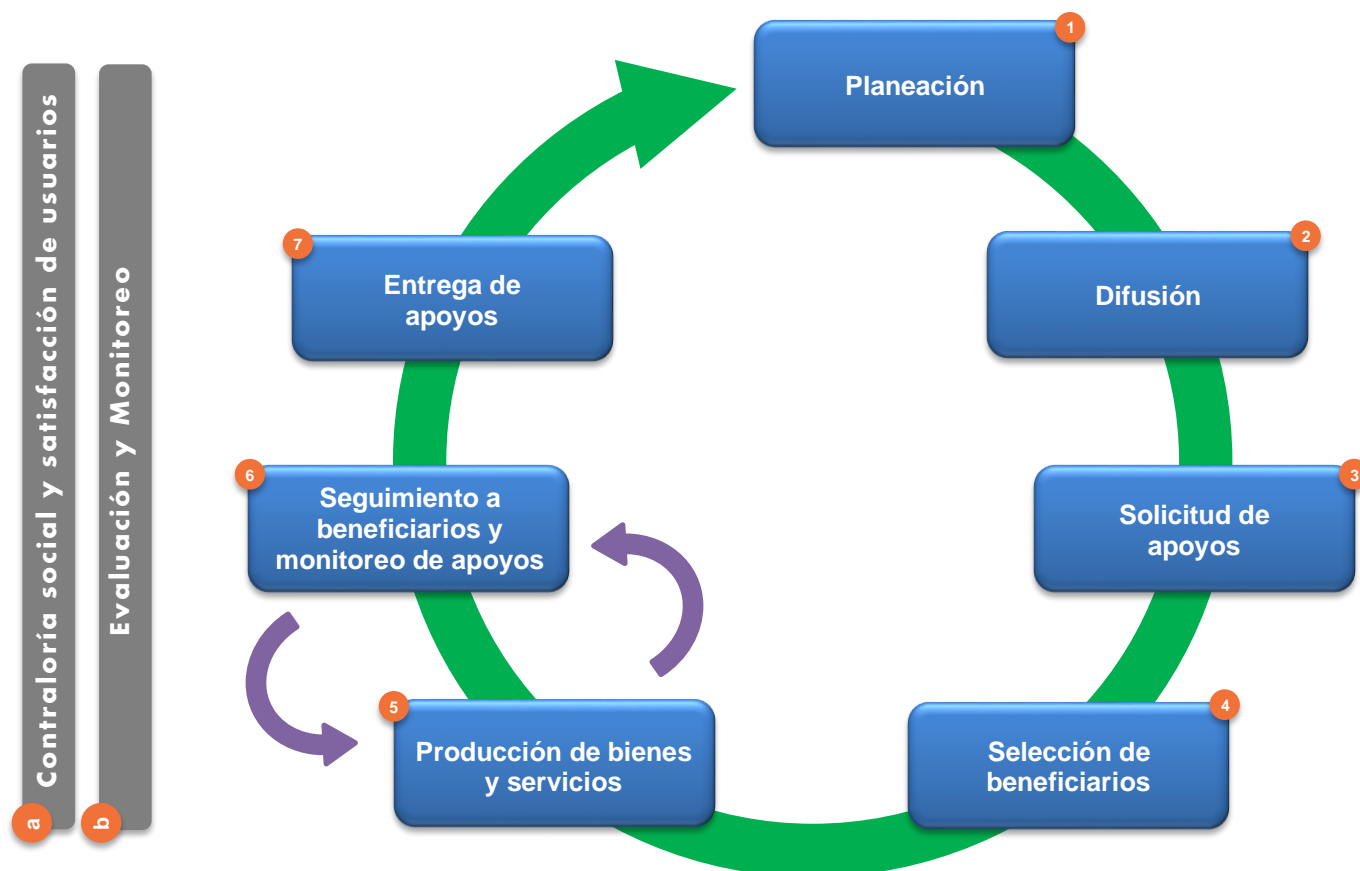 1
Planeación
2
Difusión
3
Solicitud de
apoyos
4
Selección de
beneficiarios
5
Producción de bienes
y servicios
6
Seguimiento a
beneficiarios y
monitoreo de apoyos
7
Entrega de
apoyos
a
Contraloría social y satisfacción de usuarios
b
Evaluación y Monitoreo